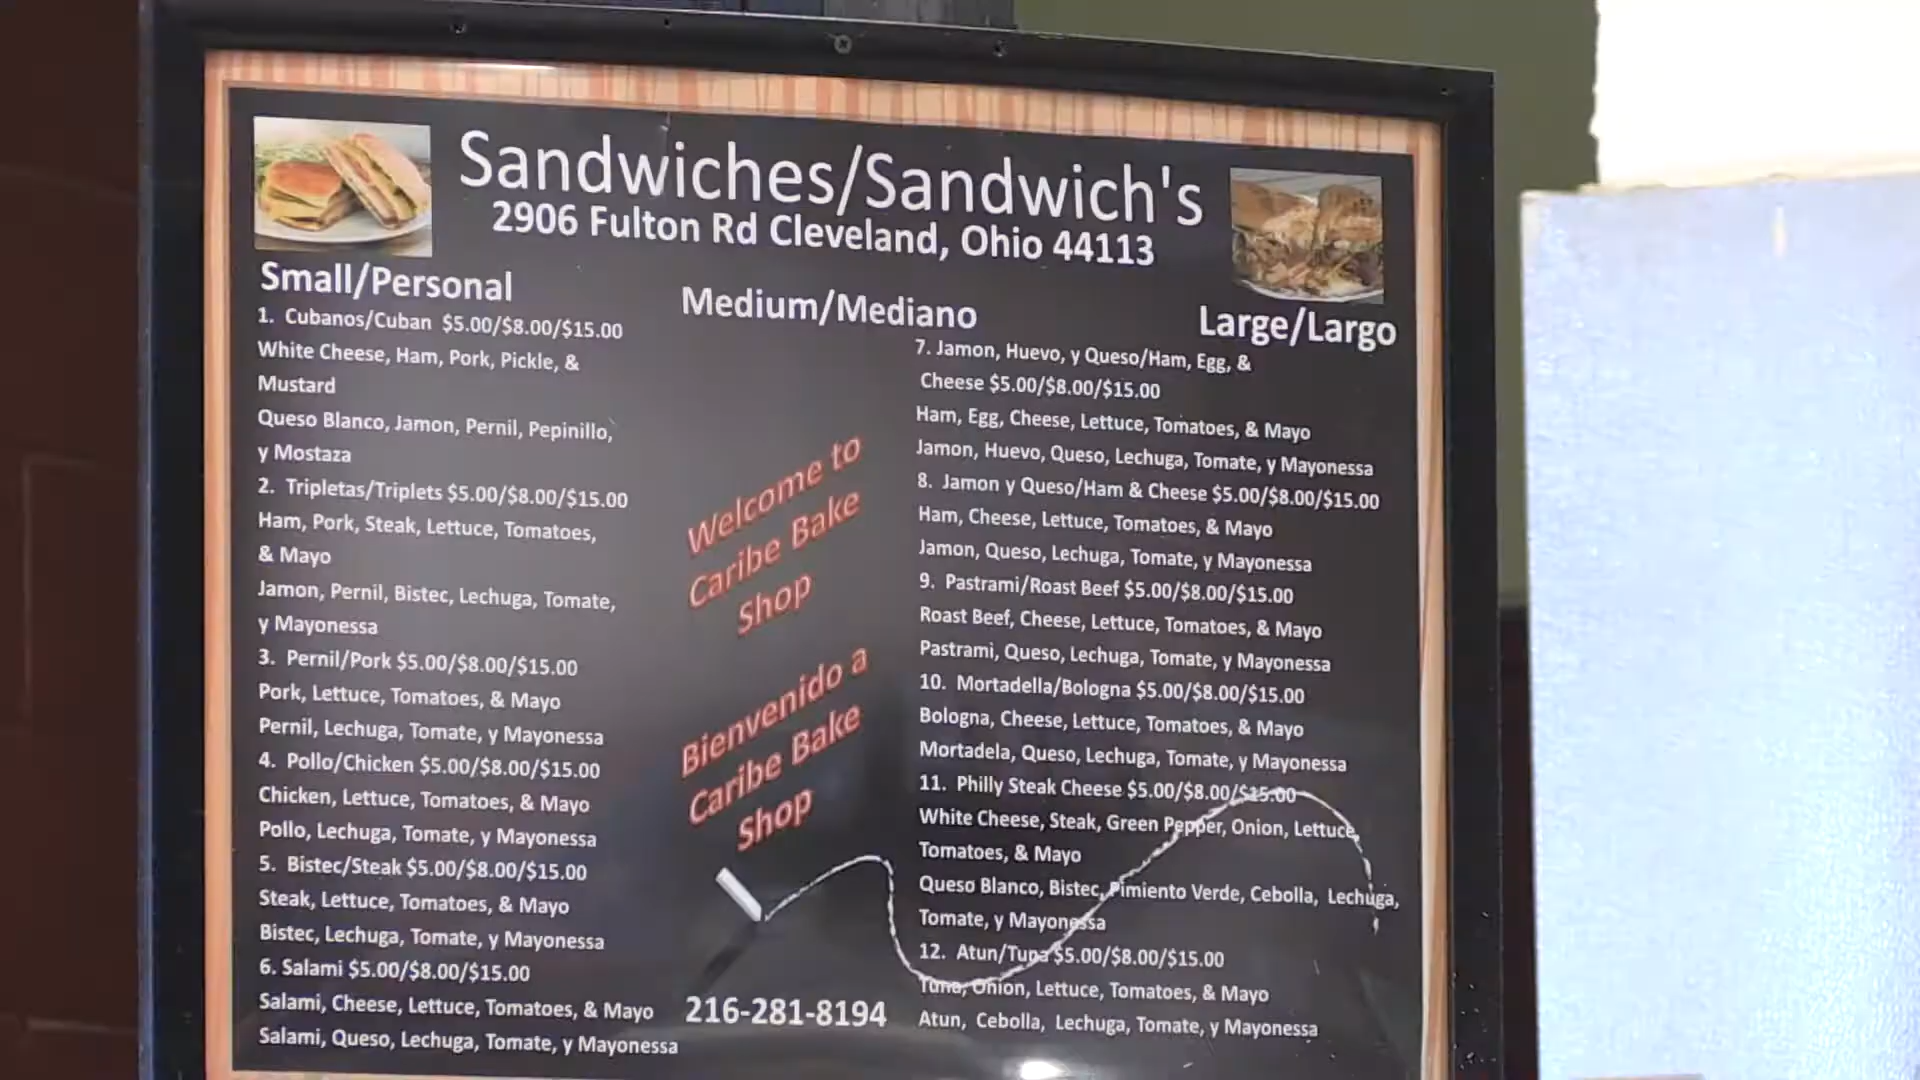 Sandwiches/Sandwich's
2906 Fulton Rd Cleveland, Ohio 44113
Small/Personal
Medium/Mediano
Large/Largo
1. Cubanos/Cuban $5.00/$8.00/$15.00
White Cheese, Ham, Pork, Pickle, &
Mustard
Queso Blanco, Jamon, Pernil, Pepinillo,
y Mostaza
2. Tripletas/Triplets $5.00/$8.00/$15.00
Ham, Pork, Steak, Lettuce, Tomatoes,
& Mayo
Jamon, Pernil, Bistec, Lechuga, Tomate,
y Mayonessa
3. Pernil/Pork $5.00/$8.00/$15.00
Pork, Lettuce, Tomatoes, & Mayo
Pernil, Lechuga, Tomate, y Mayonessa
4. Pollo/Chicken $5.00/$8.00/$15.00
Chicken, Lettuce, Tomatoes, & Mayo
Pollo, Lechuga, Tomate, y Mayonessa
5. Bistec/Steak $5.00/$8.00/$15.00
Steak, Lettuce, Tomatoes, & Mayo
Bistec, Lechuga, Tomate, y Mayonessa
6. Salami $5.00/$8.00/$15.00
Salami, Cheese, Lettuce, Tomatoes, & Mayo
Salami, Queso, Lechuga, Tomate, y Mayonessa
Welcome to
Caribe Bake
Shop
Bienvenido a
Caribe Bake
Shop
216-281-8194
7. Jamon, Huevo, y Queso/Ham, Egg, &
Cheese $5.00/$8.00/$15.00
Ham, Egg, Cheese, Lettuce, Tomatoes, & Mayo
Jamon, Huevo, Queso, Lechuga, Tomate, y Mayonessa
8. Jamon y Queso/Ham & Cheese $5.00/$8.00/$15.00
Ham, Cheese, Lettuce, Tomatoes, & Mayo
Jamon, Queso, Lechuga, Tomate, y Mayonessa
9. Pastrami/Roast Beef $5.00/$8.00/$15.00
Roast Beef, Cheese, Lettuce, Tomatoes, & Mayo
Pastrami, Queso, Lechuga, Tomate, y Mayonessa
10. Mortadella/Bologna $5.00/$8.00/$15.00
Bologna, Cheese, Lettuce, Tomatoes, & Mayo
Mortadela, Queso, Lechuga, Tomate, y Mayonessa
11. Philly Steak Cheese $5.00/$8.00/$15.00
White Cheese, Steak, Green Pepper, Onion, Lettuce,
Tomatoes, & Mayo
Queso Blanco, Bistec, Pimiento Verde, Cebolla, Lechuga,
Tomate, y Mayonessa
12. Atun/Tuna $5.00/$8.00/$15.00
Tuna, Onion, Lettuce, Tomatoes, & Mayo
Atun, Cebolla, Lechuga, Tomate, y Mayonessa